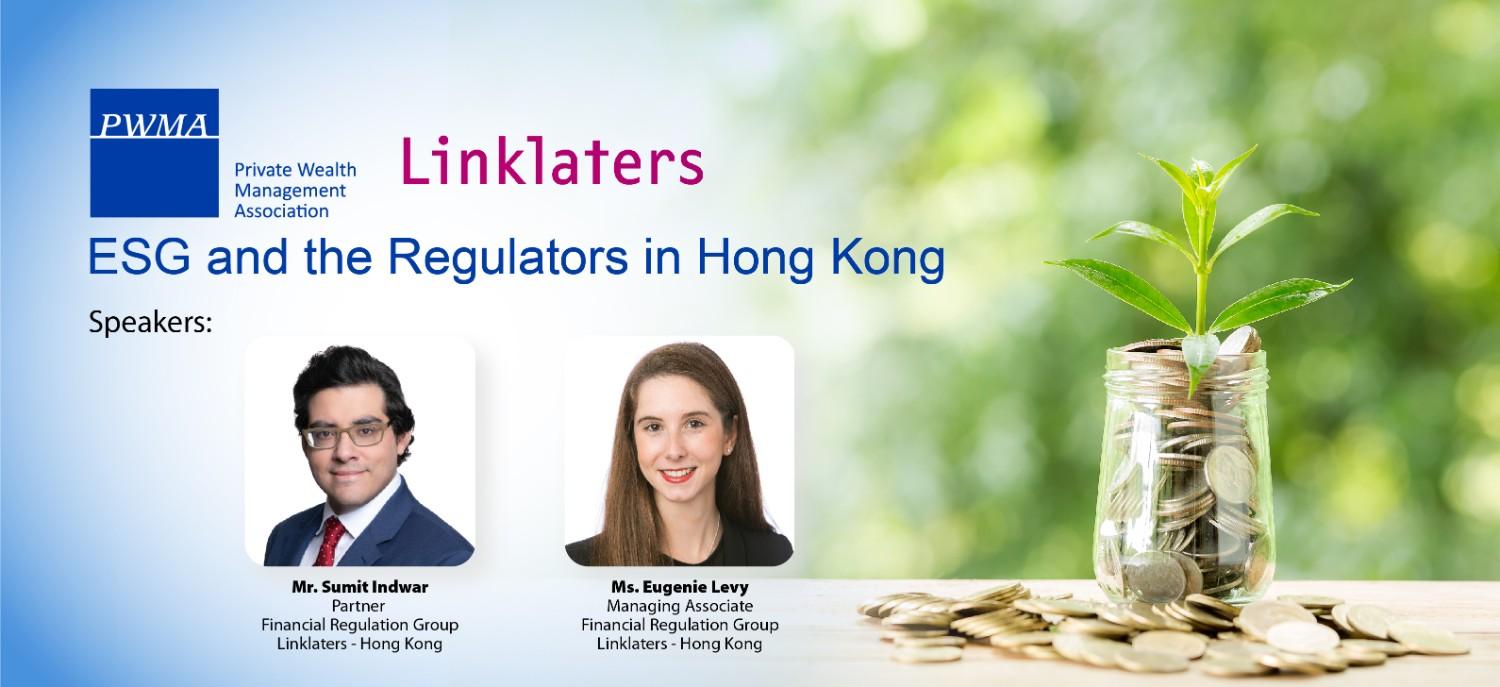 PWMA
Private Wealth
Management
Association
Linklaters
ESG and the Regulators in Hong Kong
Speakers:
Mr. Sumit Indwar
Partner
Financial Regulation Group
Linklaters - Hong Kong
Ms. Eugenie Levy
Managing Associate
Financial Regulation Group
Linklaters - Hong Kong